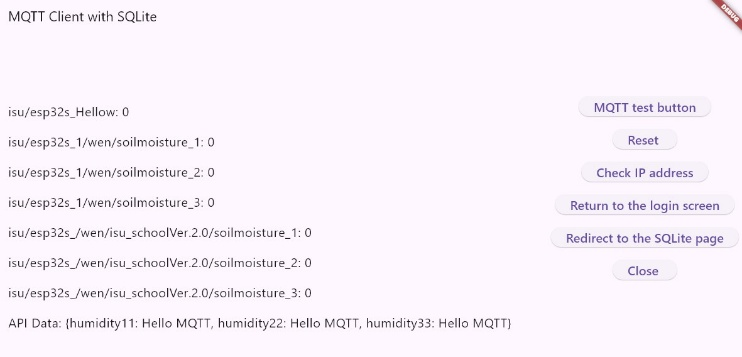 MQTT Client with SQLite
DEBUG
isu/esp32s_Hellow: 0
isu/esp32s_1/wen/soilmoisture_1: 0
isu/esp32s_1/wen/soilmoisture_2: 0
isu/esp32s_1/wen/soilmoisture_3: 0
isu/esp32s_/wen/isu_schoolVer.2.0/soilmoisture_1: 0
isu/esp32s_/wen/isu_schoolVer.2.0/soilmoisture_2: 0
isu/esp32s_/wen/isu_schoolVer.2.0/soilmoisture_3: 0
API Data: {humidity11: Hello MQTT, humidity22: Hello MQTT, humidity33: Hello MQTT}
MQTT test button
Reset
Check IP address
Return to the login screen
Redirect to the SQLite page
Close